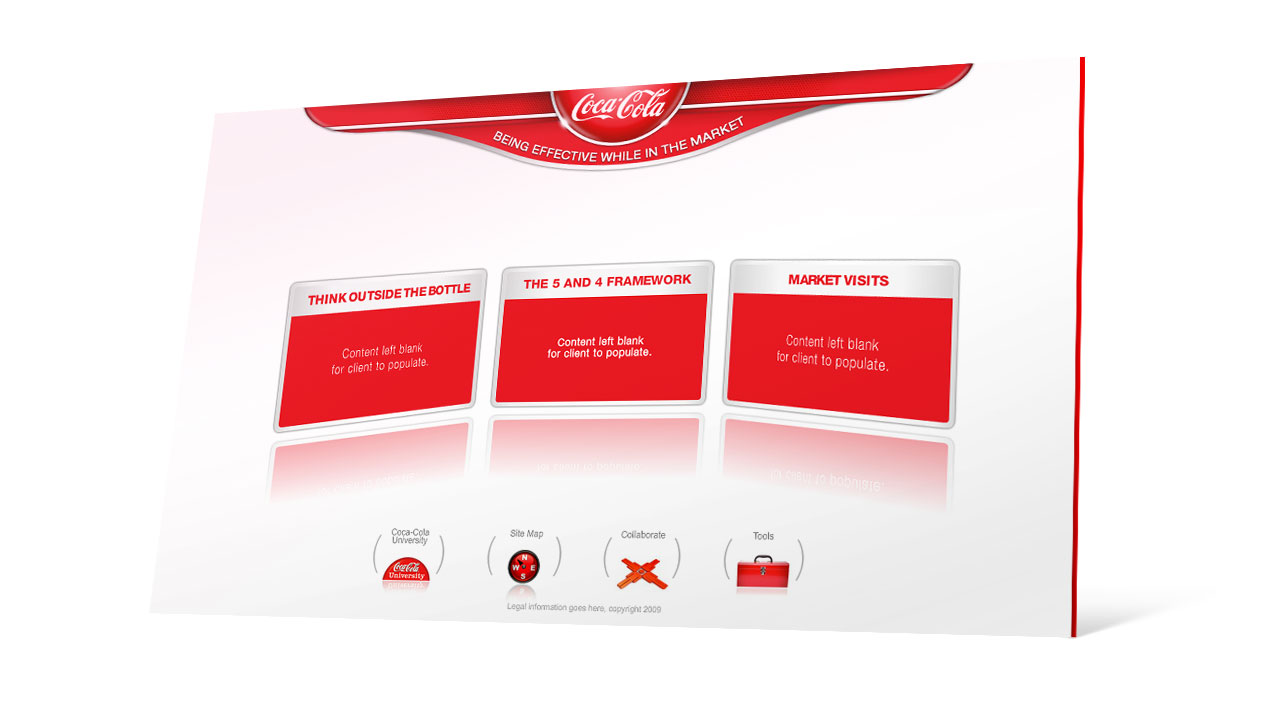 Coca-Cola
BEING EFFECTIVE WHILE IN THE MARKET
THINK OUTSIDE THE BOTTLE
Content left blank
for client to populate.
THE 5 AND 4 FRAMEWORK
Content left blank
for client to populate.
MARKET VISITS
Content left blank
for client to populate.
Coca-Cola
University
Coca-Cola
University
Site Map
N
W E
S
Collaborate
Tools
Legal information goes here, copyright 2009